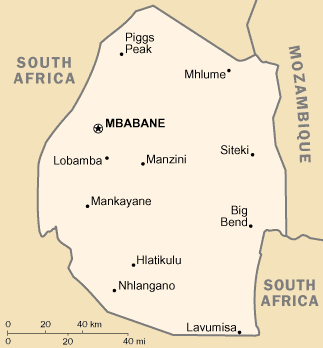 Piggs
Peak
SOUTH
AFRICA
Mhlume
MOZAMBIQUE
MBABANE
Lobamba
Manzini
Siteki
Mankayane
Big
Bend
Hlatikulu
Nhlangano
SOUTH
AFRICA
Lavumisa
0 20 40 km
0 20 40 mi